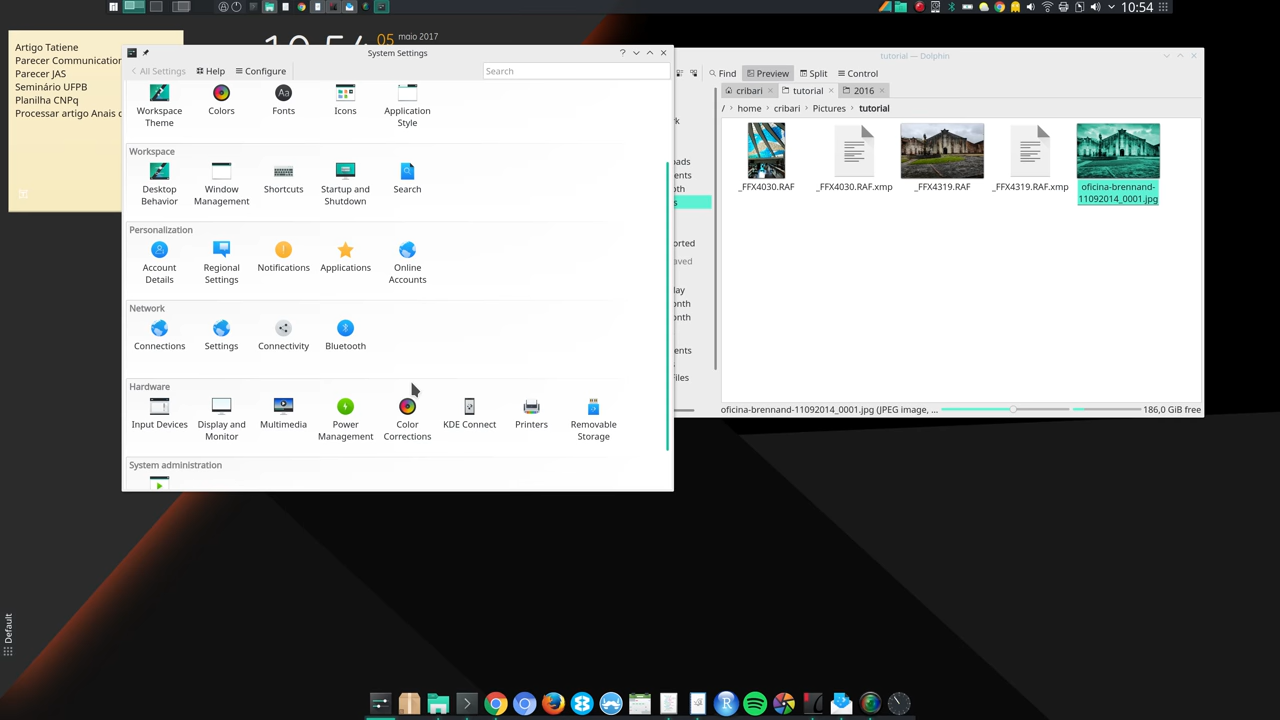 10:54
10:54 05 maio 2017
Artigo Tatiene
Parecer Communication
Parecer JAS
Seminário UFPB
Planilha CNPq
Processar artigo Anais
System Settings
All Settings Help Configure Search
Workspace Theme
Colors
Fonts
Icons
Application Style
Workspace
Desktop Behavior
Window Management
Shortcuts
Startup and Shutdown
Search
Personalization
Account Details
Regional Settings
Notifications
Applications
Online Accounts
Network
Connections
Settings
Connectivity
Bluetooth
Hardware
Input Devices
Display and Monitor
Multimedia
Power Management
Color Corrections
KDE Connect
Printers
Removable Storage
System administration
tutorial — Dolphin
Find Preview Split Control
cribari tutorial 2016
/ home cribari Pictures tutorial
_FFX4030.RAF
_FFX4030.RAF.xmp
_FFX4319.RAF
_FFX4319.RAF.xmp
oficina-brennand-
11092014_0001.jpg
oficina-brennand-11092014_0001.jpg (JPEG image, ...
186,0 GiB free
Default